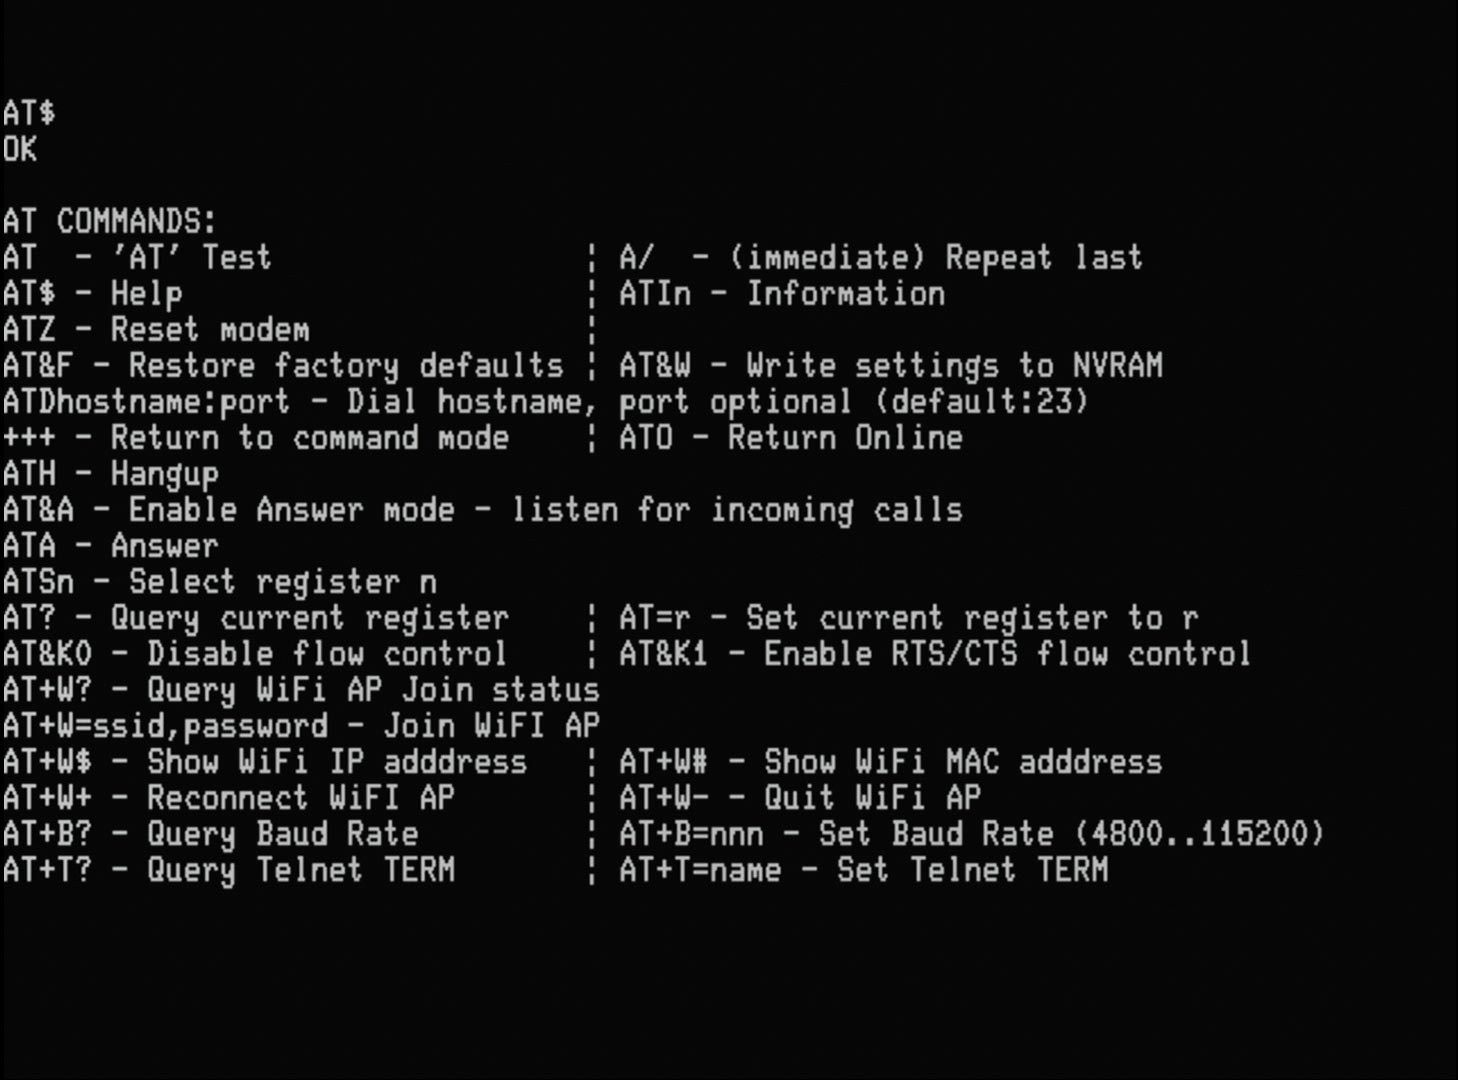 AT$
OK
AT COMMANDS:
AT  - 'AT' Test                    ¦ A/  - (immediate) Repeat last
AT$ - Help                         ¦ ATIn - Information
ATZ - Reset modem                  ¦
AT&F - Restore factory defaults ¦ AT&W - Write settings to NVRAM
ATDhostname:port - Dial hostname, port optional (default:23)
+++ - Return to command mode    ¦ ATO - Return Online
ATH - Hangup
AT&A - Enable Answer mode - listen for incoming calls
ATA - Answer
ATSn - Select register n
AT? - Query current register    ¦ AT=r - Set current register to r
AT&K0 - Disable flow control    ¦ AT&K1 - Enable RTS/CTS flow control
AT+W? - Query WiFi AP Join status
AT+W=ssid,password - Join WiFI AP
AT+W$ - Show WiFi IP adddress   ¦ AT+W# - Show WiFi MAC adddress
AT+W+ - Reconnect WiFI AP       ¦ AT+W- - Quit WiFi AP
AT+B? - Query Baud Rate         ¦ AT+B=nnn - Set Baud Rate (4800..115200)
AT+T? - Query Telnet TERM       ¦ AT+T=name - Set Telnet TERM